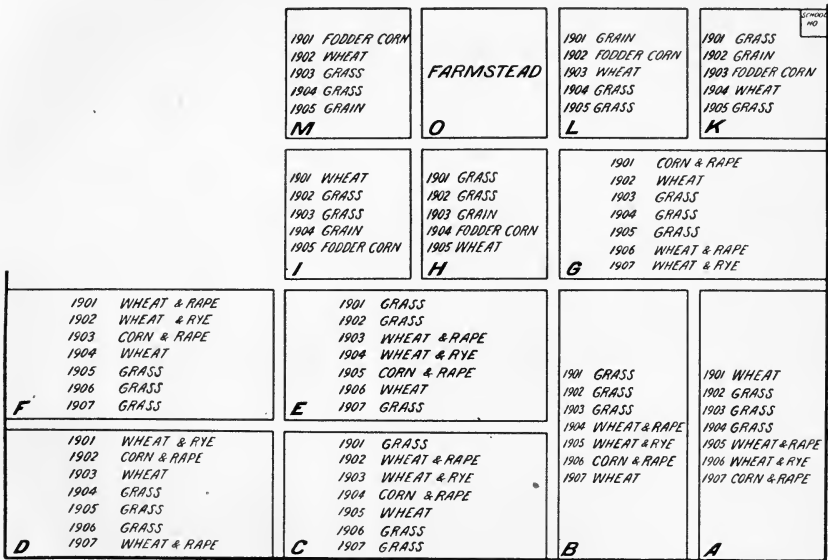 1901 FODDER CORN
1902 WHEAT
1903 GRASS
1904 GRASS
1905 GRAIN
M
FARMSTEAD
O
1901 GRAIN
1902 FODDER CORN
1903 WHEAT
1904 GRASS
1905 GRASS
L
SCHOOL
HO
1901 GRASS
1902 GRAIN
1903 FODDER CORN
1904 WHEAT
1905 GRASS
K
1901 WHEAT
1902 GRASS
1903 GRASS
1904 GRAIN
1905 FODDER CORN
I
1901 GRASS
1902 GRASS
1903 GRAIN
1904 FODDER CORN
1905 WHEAT
H
1901 CORN & RAPE
1902 WHEAT
1903 GRASS
1904 GRASS
1905 GRASS
1906 WHEAT & RAPE
1907 WHEAT & RYE
G
1901 WHEAT & RAPE
1902 WHEAT & RYE
1903 CORN & RAPE
1904 WHEAT
1905 GRASS
1906 GRASS
1907 GRASS
F
1901 GRASS
1902 GRASS
1903 WHEAT & RAPE
1904 WHEAT & RYE
1905 CORN & RAPE
1906 WHEAT
1907 GRASS
E
1901 WHEAT & RYE
1902 CORN & RAPE
1903 WHEAT
1904 GRASS
1905 GRASS
1906 GRASS
1907 WHEAT & RAPE
D
1901 GRASS
1902 WHEAT & RAPE
1903 WHEAT & RYE
1904 CORN & RAPE
1905 WHEAT
1906 GRASS
1907 GRASS
C
1901 GRASS
1902 GRASS
1903 GRASS
1904 WHEAT & RAPE
1905 WHEAT & RYE
1906 CORN & RAPE
1907 WHEAT
B
1901 WHEAT
1902 GRASS
1903 GRASS
1904 GRASS
1905 WHEAT & RAPE
1906 WHEAT & RYE
1907 CORN & RAPE
A